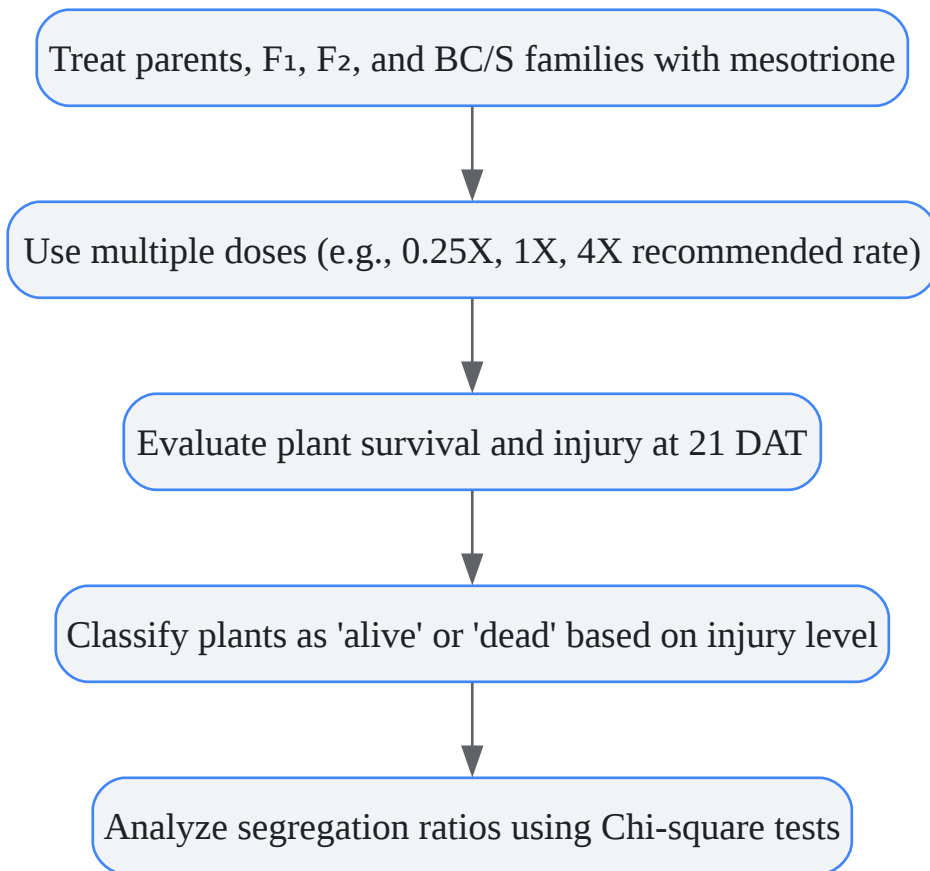 Treat parents, F₁, F₂, and BC/S families with mesotrione
Use multiple doses (e.g., 0.25X, 1X, 4X recommended rate)
Evaluate plant survival and injury at 21 DAT
Classify plants as 'alive' or 'dead' based on injury level
Analyze segregation ratios using Chi-square tests